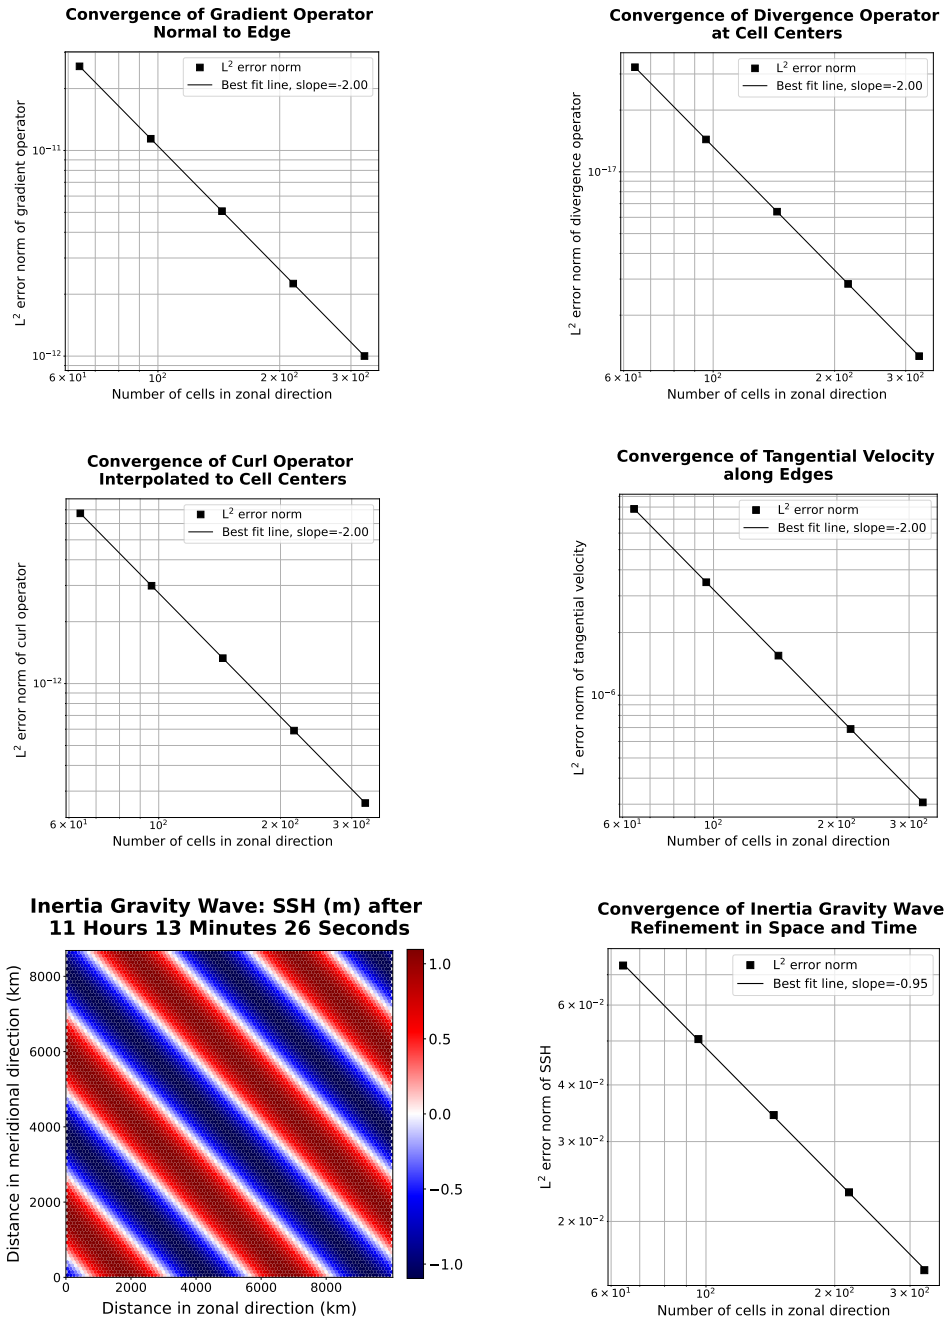 Convergence of Gradient Operator
Normal to Edge
L² error norm
Best fit line, slope=-2.00
L² error norm of gradient operator
10⁻¹¹
10⁻¹²
6 × 10¹
10²
2 × 10²
3 × 10²
Number of cells in zonal direction
Convergence of Divergence Operator
at Cell Centers
L² error norm
Best fit line, slope=-2.00
L² error norm of divergence operator
10⁻¹⁷
6 × 10¹
10²
2 × 10²
3 × 10²
Number of cells in zonal direction
Convergence of Curl Operator
Interpolated to Cell Centers
L² error norm
Best fit line, slope=-2.00
L² error norm of curl operator
10⁻¹²
6 × 10¹
10²
2 × 10²
3 × 10²
Number of cells in zonal direction
Convergence of Tangential Velocity
along Edges
L² error norm
Best fit line, slope=-2.00
L² error norm of tangential velocity
10⁻⁶
6 × 10¹
10²
2 × 10²
3 × 10²
Number of cells in zonal direction
Inertia Gravity Wave: SSH (m) after
11 Hours 13 Minutes 26 Seconds
Distance in meridional direction (km)
8000
6000
4000
2000
0
0
2000
4000
6000
8000
Distance in zonal direction (km)
1.0
0.5
0.0
−0.5
−1.0
Convergence of Inertia Gravity Wave
Refinement in Space and Time
L² error norm
Best fit line, slope=-0.95
L² error norm of SSH
6 × 10⁻²
4 × 10⁻²
3 × 10⁻²
2 × 10⁻²
6 × 10¹
10²
2 × 10²
3 × 10²
Number of cells in zonal direction